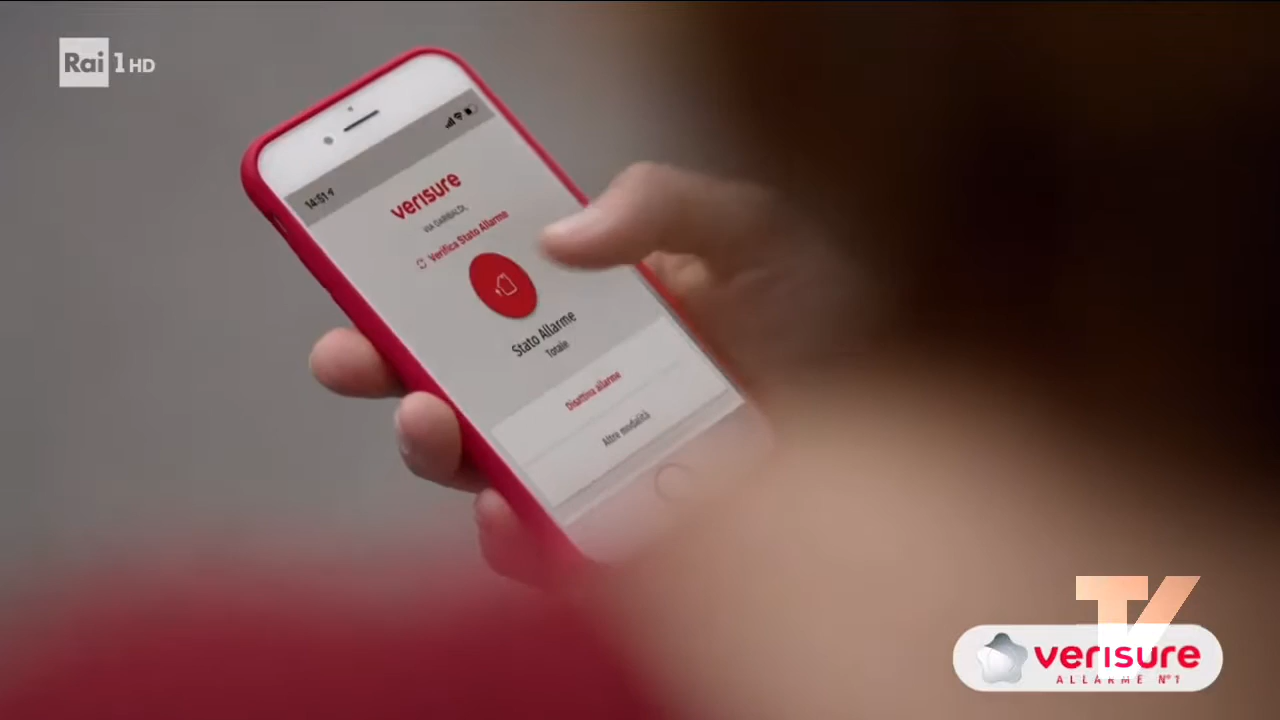 Rai 1 HD
14:51
verisure
VIA GARIBALDI,
Verifica Stato Allarme
Stato Allarme
Totale
Disattiva allarme
Altre modalità
TV
verisure
ALLARME N°1